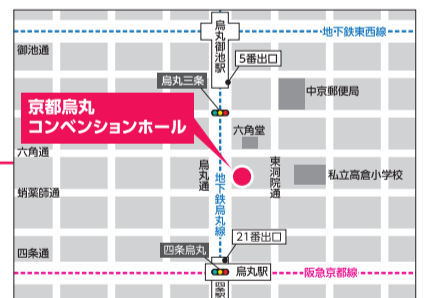 地下鉄東西線
御池通
烏丸御池駅
5番出口
烏丸三条
中京郵便局
京都烏丸
コンベンションホール
六角堂
六角通
烏丸通
地下鉄烏丸線
東洞院通
私立高倉小学校
蛸薬師通
21番出口
四条通
四条烏丸
烏丸駅
阪急京都線
四条駅